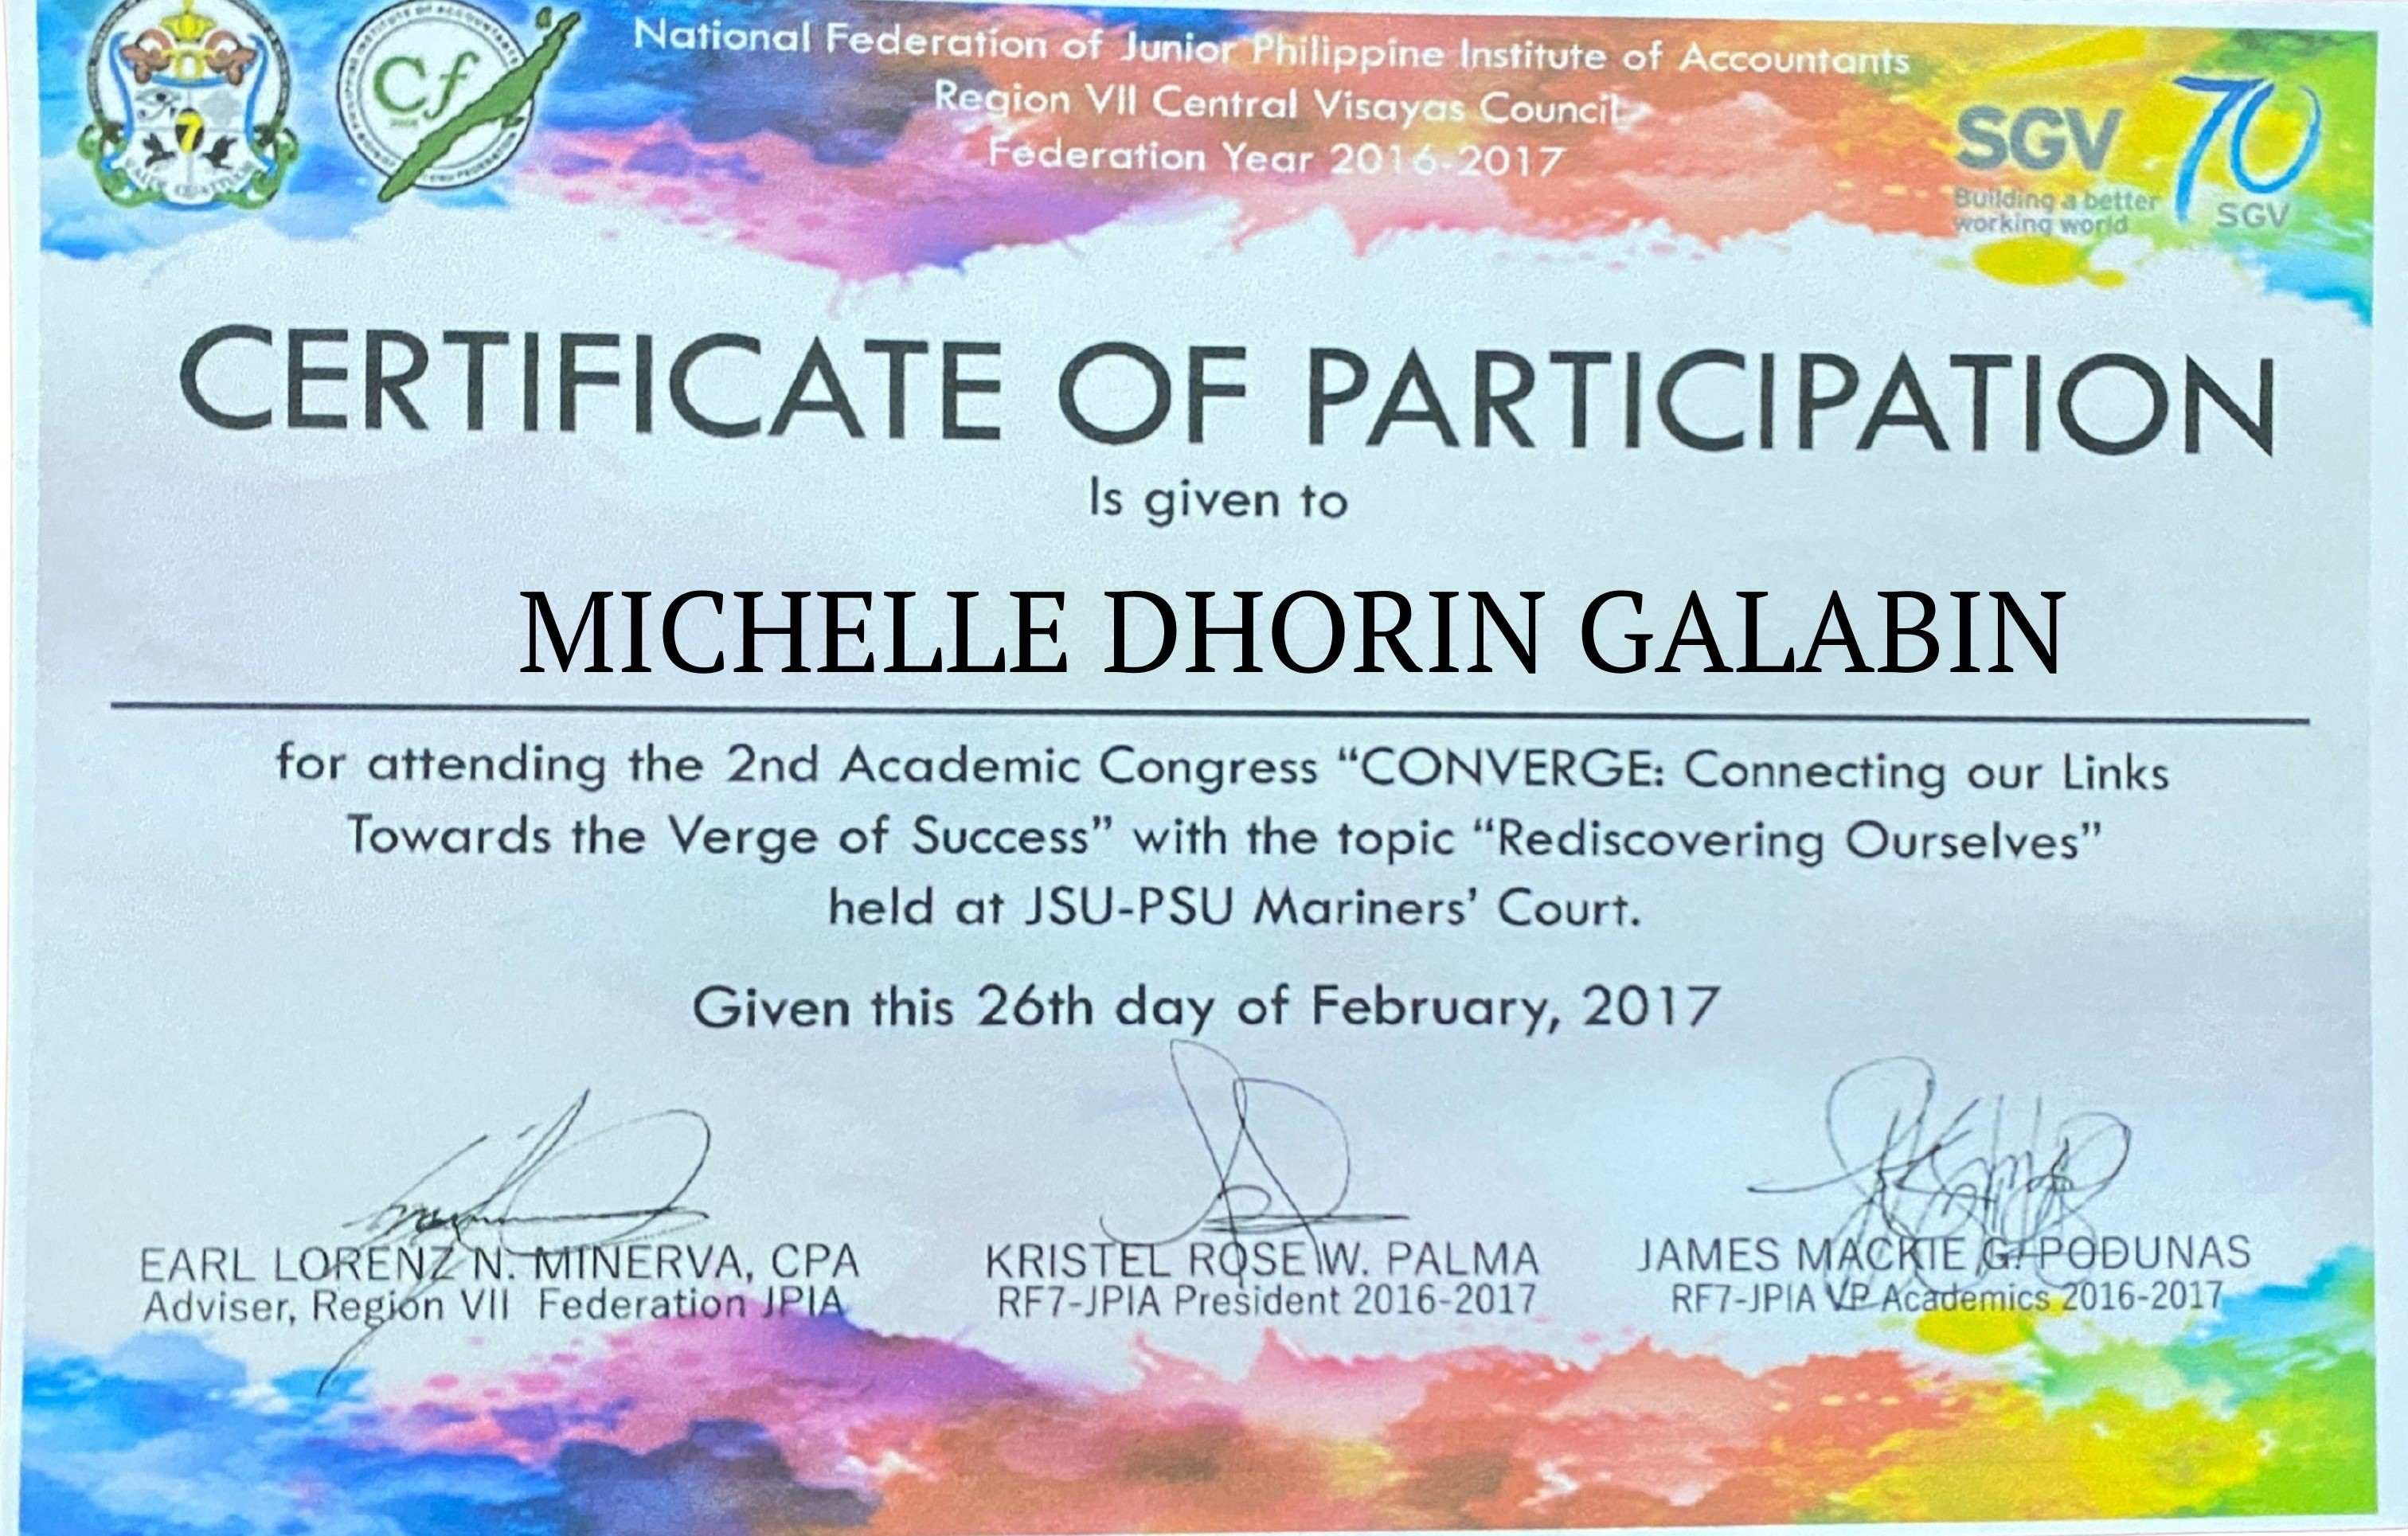 National Federation of Junior Philippine Institute of Accountants
Region VII Central Visayas Council
Federation Year 2016-2017
7
Cf
SGV
Building a better
working world
70
SGV
CERTIFICATE OF PARTICIPATION
Is given to
MICHELLE DHORIN GALABIN
for attending the 2nd Academic Congress “CONVERGE: Connecting our Links
Towards the Verge of Success” with the topic “Rediscovering Ourselves”
held at JSU-PSU Mariners’ Court.
Given this 26th day of February, 2017
EARL LORENZ N. MINERVA, CPA
Adviser, Region VII Federation JPIA
KRISTEL ROSE W. PALMA
RF7-JPIA President 2016-2017
JAMES MACKIE G. PODUNAS
RF7-JPIA VP Academics 2016-2017